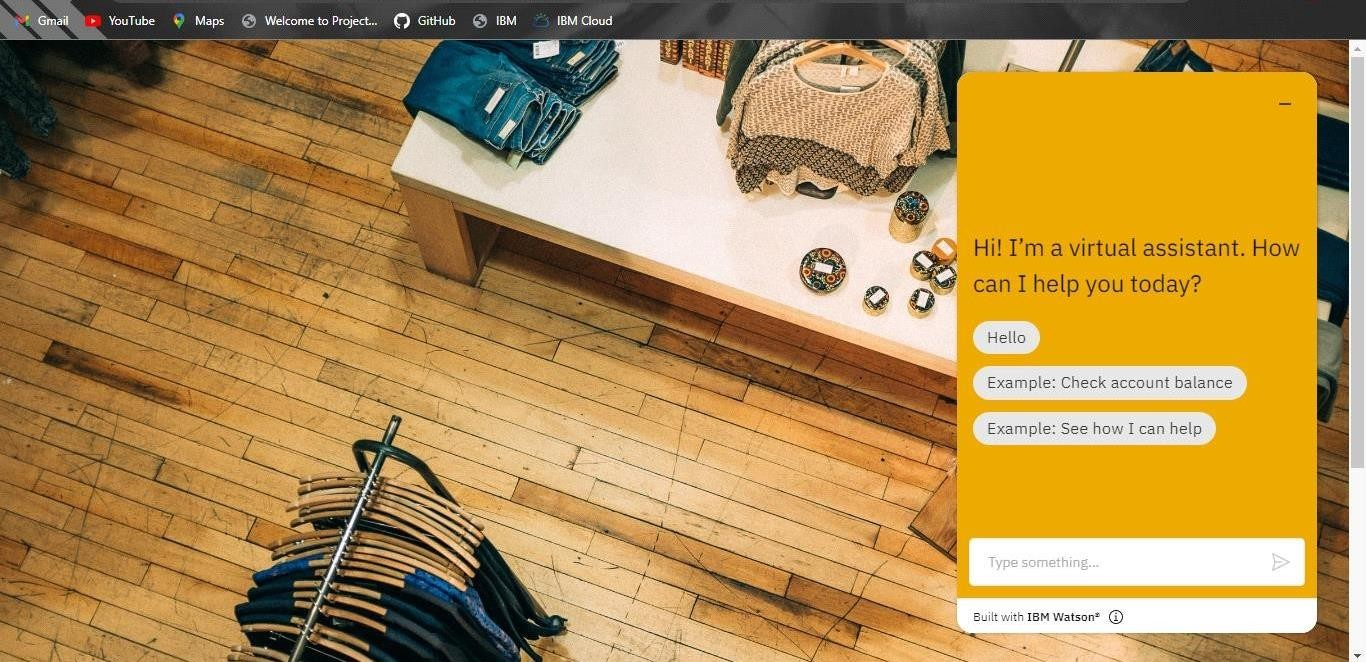 Gmail YouTube Maps Welcome to Project... GitHub IBM IBM Cloud
Hi! I’m a virtual assistant. How
can I help you today?
Hello
Example: Check account balance
Example: See how I can help
Type something...
Built with IBM Watson®